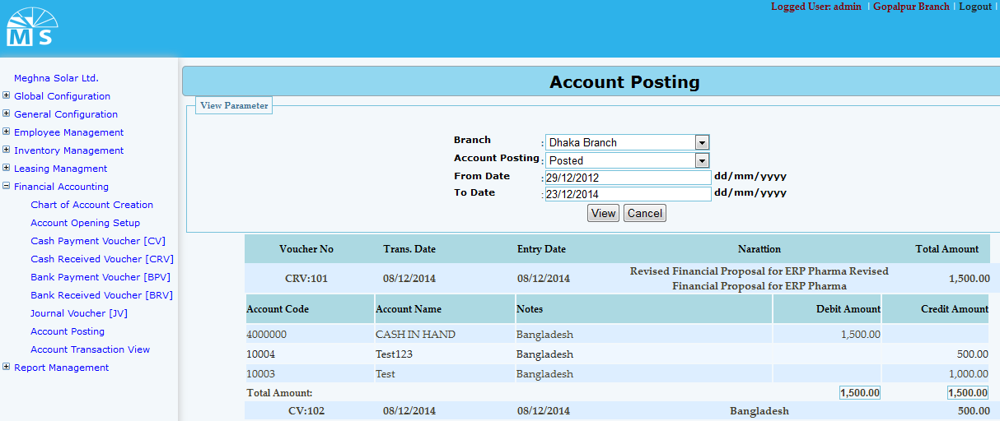 Logged User: admin | Gopalpur Branch | Logout |
MS
Meghna Solar Ltd.
Global Configuration
General Configuration
Employee Management
Inventory Management
Leasing Managment
Financial Accounting
Chart of Account Creation
Account Opening Setup
Cash Payment Voucher [CV]
Cash Received Voucher [CRV]
Bank Payment Voucher [BPV]
Bank Received Voucher [BRV]
Journal Voucher [JV]
Account Posting
Account Transaction View
Report Management
Account Posting
View Parameter
Branch : Dhaka Branch
Account Posting : Posted
From Date : 29/12/2012 dd/mm/yyyy
To Date : 23/12/2014 dd/mm/yyyy
View Cancel
Voucher No Trans. Date Entry Date Narattion Total Amount
CRV:101 08/12/2014 08/12/2014 Revised Financial Proposal for ERP Pharma Revised 1,500.00
Financial Proposal for ERP Pharma
Account Code Account Name Notes Debit Amount Credit Amount
4000000 CASH IN HAND Bangladesh 1,500.00
10004 Test123 Bangladesh 500.00
10003 Test Bangladesh 1,000.00
Total Amount: 1,500.00 1,500.00
CV:102 08/12/2014 08/12/2014 Bangladesh 500.00